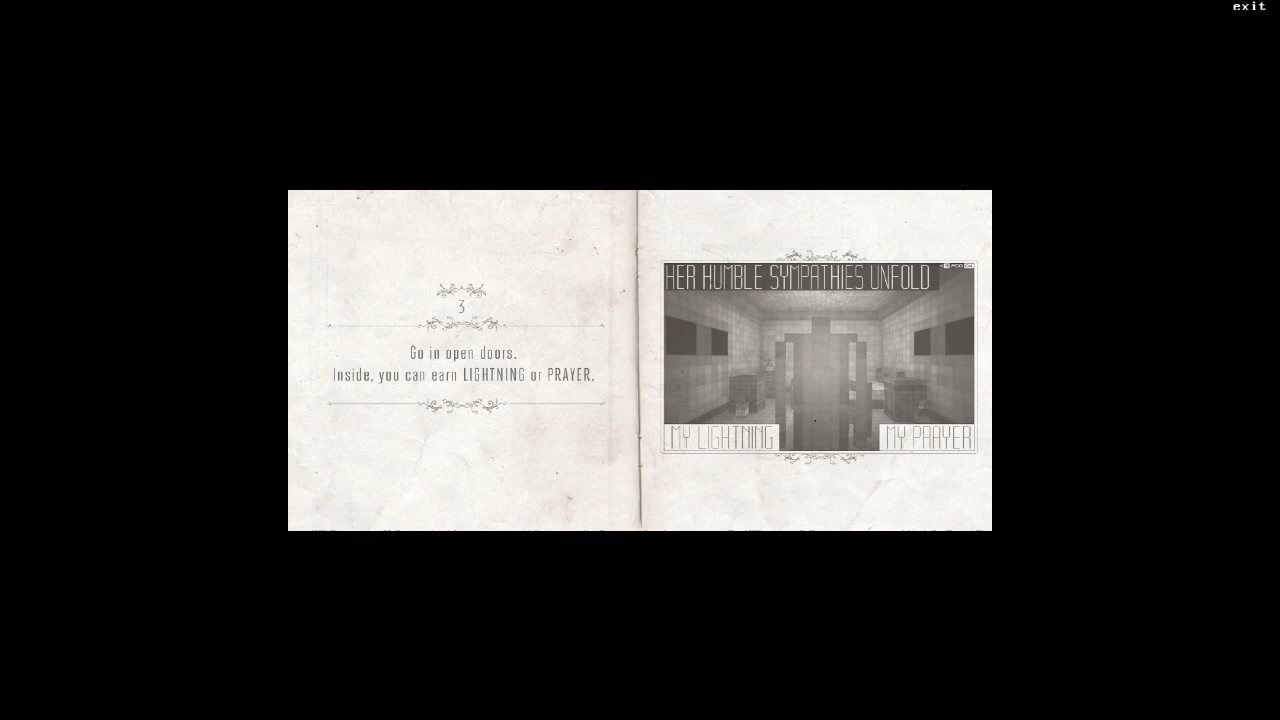 exit
3
Go in open doors.
Inside, you can earn LIGHTNING or PRAYER.
HER HUMBLE SYMPATHIES UNFOLD
MY LIGHTNING
MY PRAYER